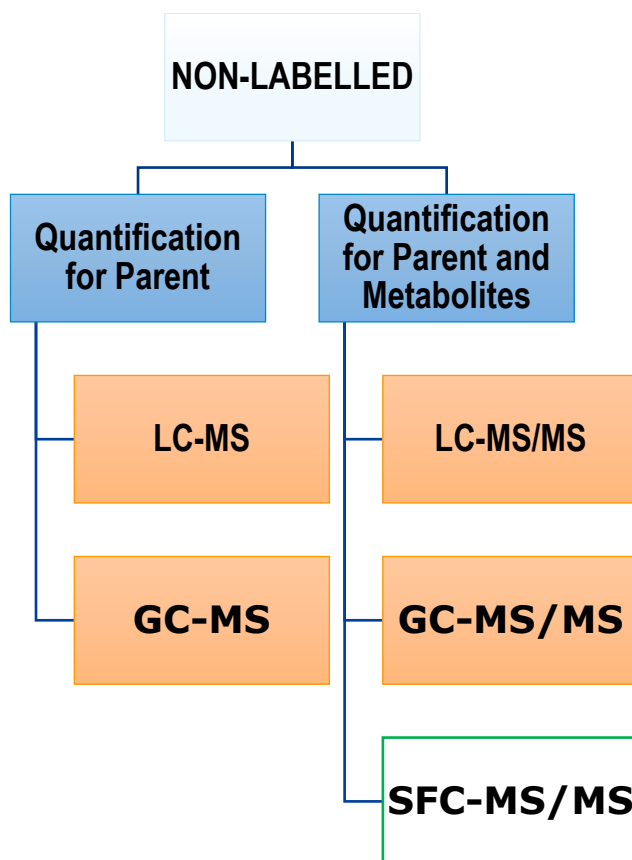 NON-LABELLED
Quantification
for Parent
Quantification
for Parent and
Metabolites
LC-MS
LC-MS/MS
GC-MS
GC-MS/MS
SFC-MS/MS